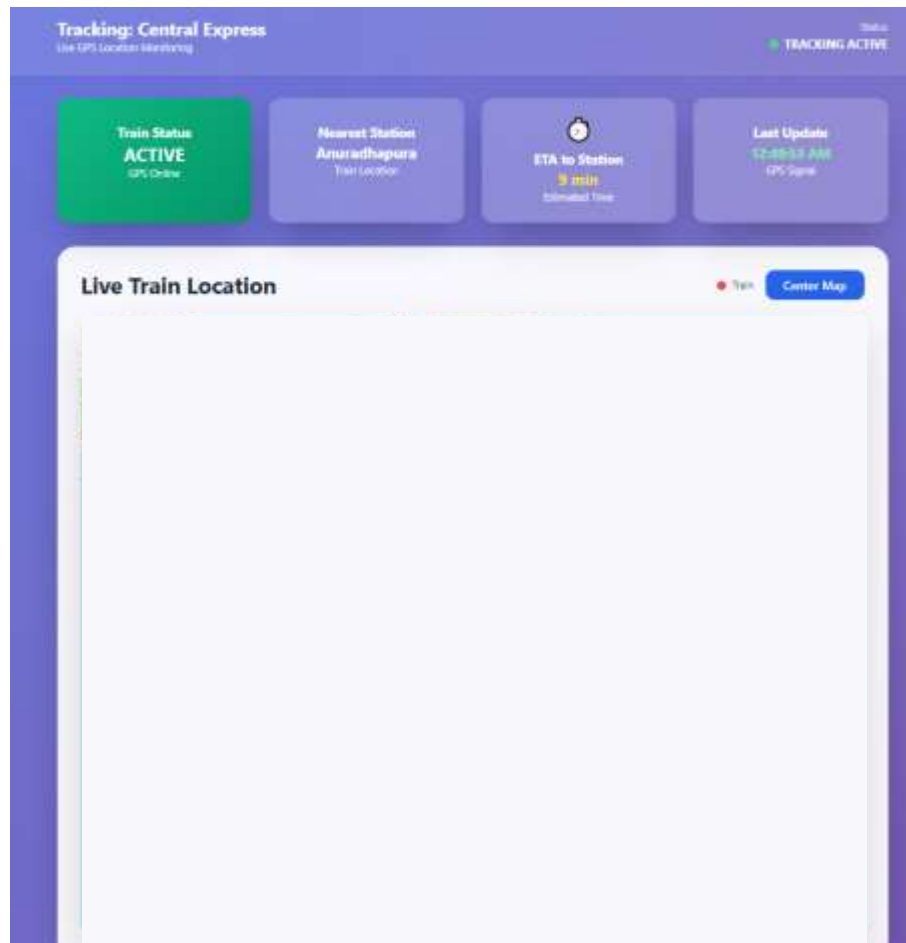 Tracking: Central Express
Live GPS Location Monitoring
Status
TRACKING ACTIVE
Train Status
ACTIVE
GPS Online
Nearest Station
Anuradhapura
Train Location
ETA to Station
9 min
Estimated Time
Last Update
GPS Signal
Live Train Location
Train
Center Map